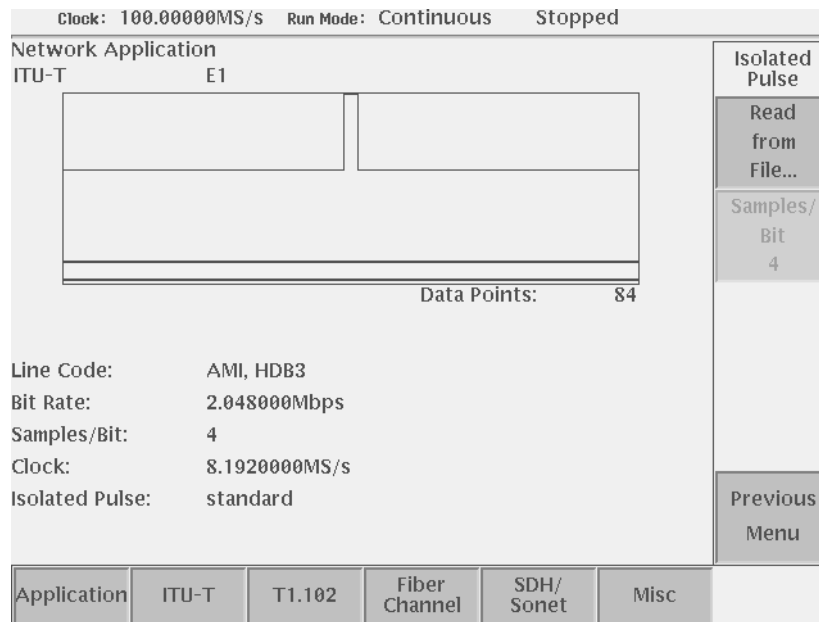 Clock: 100.00000MS/s Run Mode: Continuous Stopped
Network Application
ITU-T E1
Data Points: 84
Line Code: AMI, HDB3
Bit Rate: 2.048000Mbps
Samples/Bit: 4
Clock: 8.1920000MS/s
Isolated Pulse: standard
Isolated
Pulse
Read
from
File...
Samples/
Bit
4
Previous
Menu
Application ITU-T T1.102 Fiber Channel SDH/ Sonet Misc